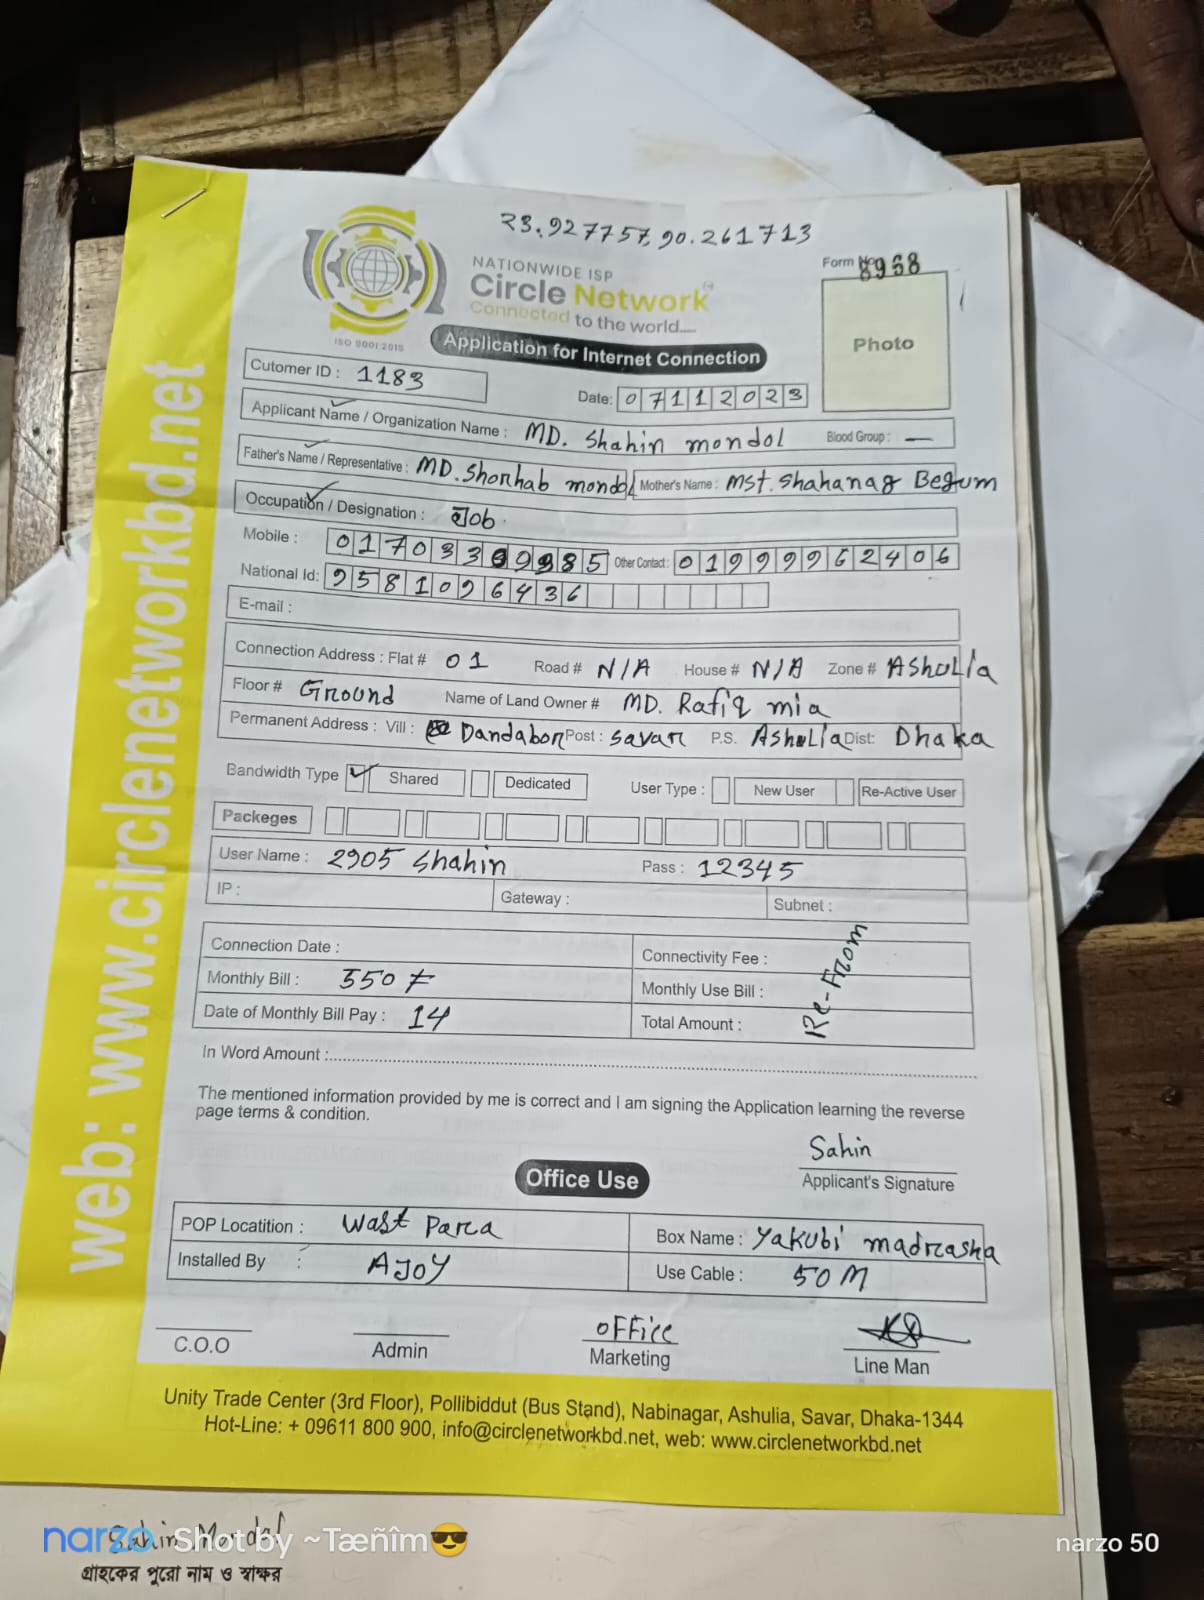 23.927757,90.261713
NATIONWIDE ISP
Circle Network
Connected to the world....
ISO 9001:2015
Form No 8968
Photo
Application for Internet Connection
Cutomer ID : 1183
Date: 07112023
Applicant Name / Organization Name : MD. Shahin mondol Blood Group : —
Father's Name / Representative : MD. Shorhab mondol Mother's Name : MST. Shahanag Begum
Occupation / Designation : Job
Mobile : Other Contact : 01999962406
National Id: 9581096436
E-mail :
Connection Address : Flat # 01 Road # N/A House # N/A Zone # AShuLia
Floor # Ground Name of Land Owner # MD. Rafiq mia
Permanent Address : Vill : Dandabor Post : Savar P.S. AShuLia Dist: Dhaka
Bandwidth Type Shared Dedicated User Type : New User Re-Active User
Packeges
User Name : 2905 Shahin Pass : 12345
IP : Gateway : Subnet :
Connection Date : Connectivity Fee :
Monthly Bill : 550 Monthly Use Bill :
Date of Monthly Bill Pay : 14 Total Amount :
Re-From
In Word Amount :
The mentioned information provided by me is correct and I am signing the Application learning the reverse
page terms & condition.
Sahin
Applicant's Signature
Office Use
POP Locatition : Wast Parca Box Name : Yakubi madrcasha
Installed By : AJOY Use Cable : 50 M
C.O.O Admin OFFice Marketing Line Man
Unity Trade Center (3rd Floor), Pollibiddut (Bus Stand), Nabinagar, Ashulia, Savar, Dhaka-1344
Hot-Line: + 09611 800 900, info@circlenetworkbd.net, web: www.circlenetworkbd.net
web: www.circlenetworkbd.net
Sahin Mondal
narzo Shot by ~Tæñîm😎 narzo 50
গ্রাহকের পুরো নাম ও স্বাক্ষর